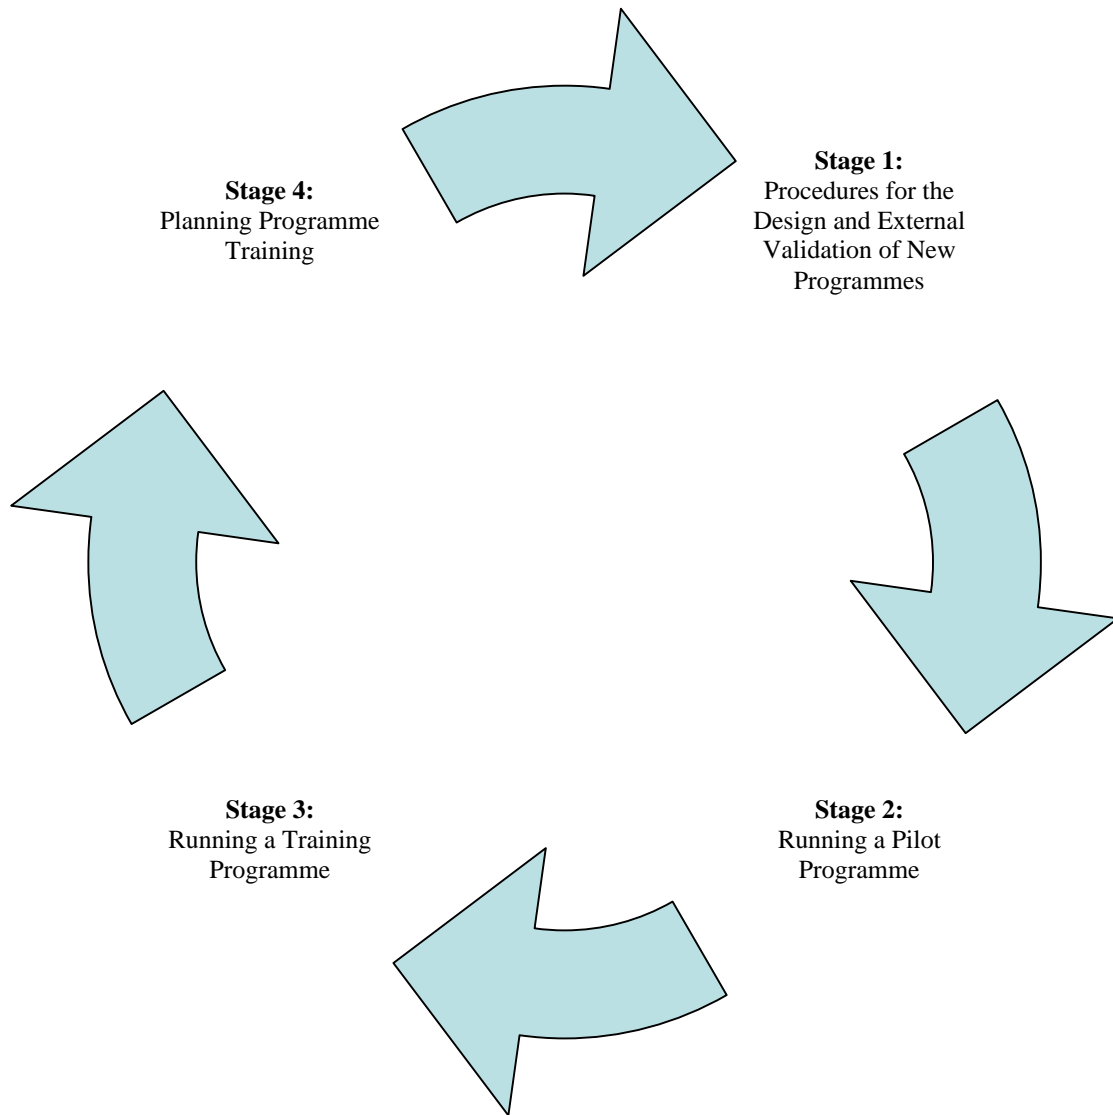 Stage 1:
Procedures for the
Design and External
Validation of New
Programmes
Stage 2:
Running a Pilot
Programme
Stage 3:
Running a Training
Programme
Stage 4:
Planning Programme
Training